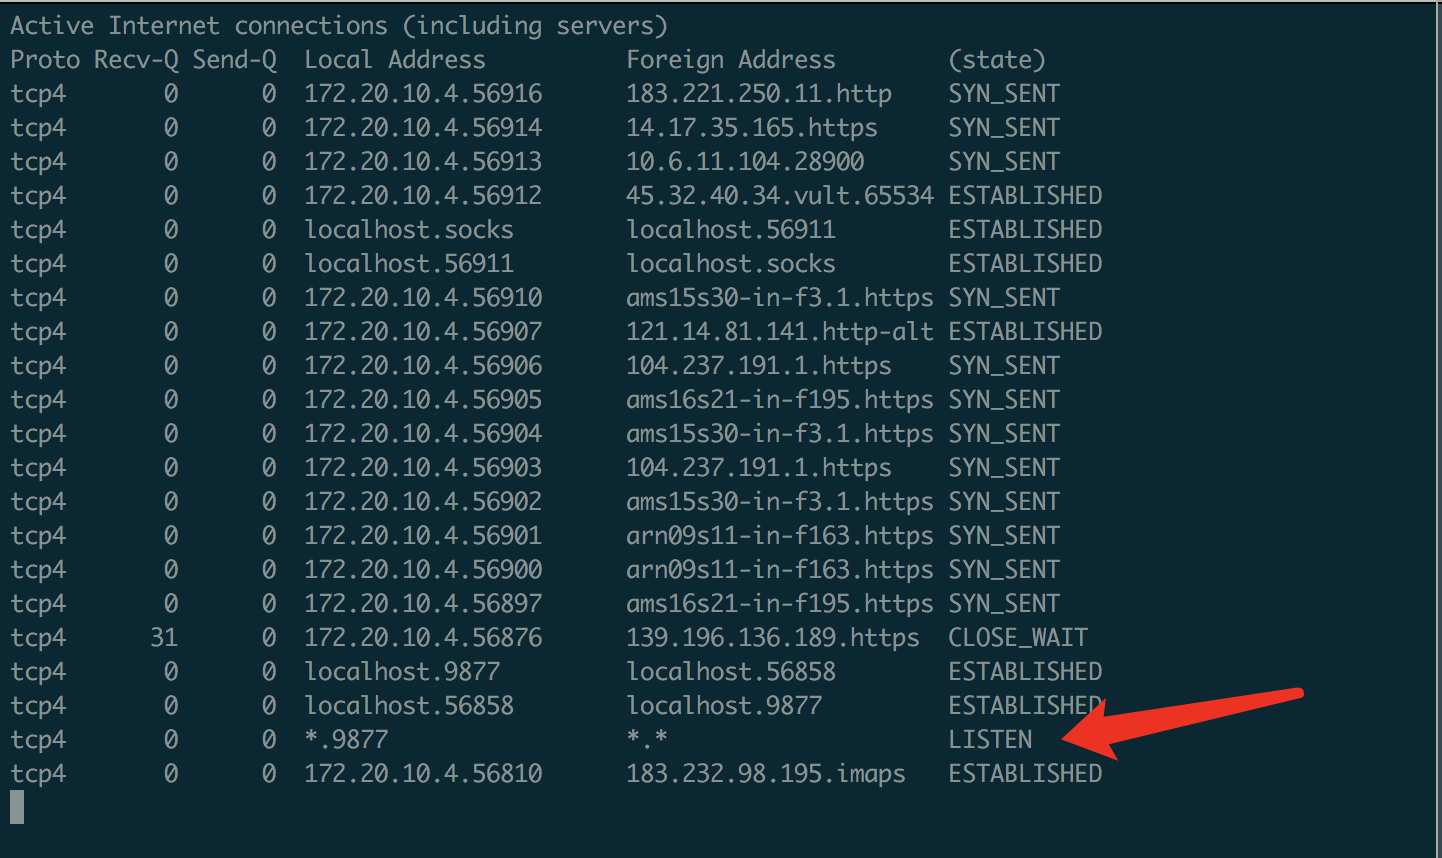 Active Internet connections (including servers)
Proto Recv-Q Send-Q  Local Address          Foreign Address        (state)
tcp4       0      0  172.20.10.4.56916      183.221.250.11.http    SYN_SENT
tcp4       0      0  172.20.10.4.56914      14.17.35.165.https     SYN_SENT
tcp4       0      0  172.20.10.4.56913      10.6.11.104.28900      SYN_SENT
tcp4       0      0  172.20.10.4.56912      45.32.40.34.vult.65534 ESTABLISHED
tcp4       0      0  localhost.socks        localhost.56911        ESTABLISHED
tcp4       0      0  localhost.56911        localhost.socks        ESTABLISHED
tcp4       0      0  172.20.10.4.56910      ams15s30-in-f3.1.https SYN_SENT
tcp4       0      0  172.20.10.4.56907      121.14.81.141.http-alt ESTABLISHED
tcp4       0      0  172.20.10.4.56906      104.237.191.1.https    SYN_SENT
tcp4       0      0  172.20.10.4.56905      ams16s21-in-f195.https SYN_SENT
tcp4       0      0  172.20.10.4.56904      ams15s30-in-f3.1.https SYN_SENT
tcp4       0      0  172.20.10.4.56903      104.237.191.1.https    SYN_SENT
tcp4       0      0  172.20.10.4.56902      ams15s30-in-f3.1.https SYN_SENT
tcp4       0      0  172.20.10.4.56901      arn09s11-in-f163.https SYN_SENT
tcp4       0      0  172.20.10.4.56900      arn09s11-in-f163.https SYN_SENT
tcp4       0      0  172.20.10.4.56897      ams16s21-in-f195.https SYN_SENT
tcp4      31      0  172.20.10.4.56876      139.196.136.189.https  CLOSE_WAIT
tcp4       0      0  localhost.9877         localhost.56858        ESTABLISHED
tcp4       0      0  localhost.56858        localhost.9877         ESTABLISHED
tcp4       0      0  *.9877                 *.*                    LISTEN
tcp4       0      0  172.20.10.4.56810      183.232.98.195.imaps   ESTABLISHED